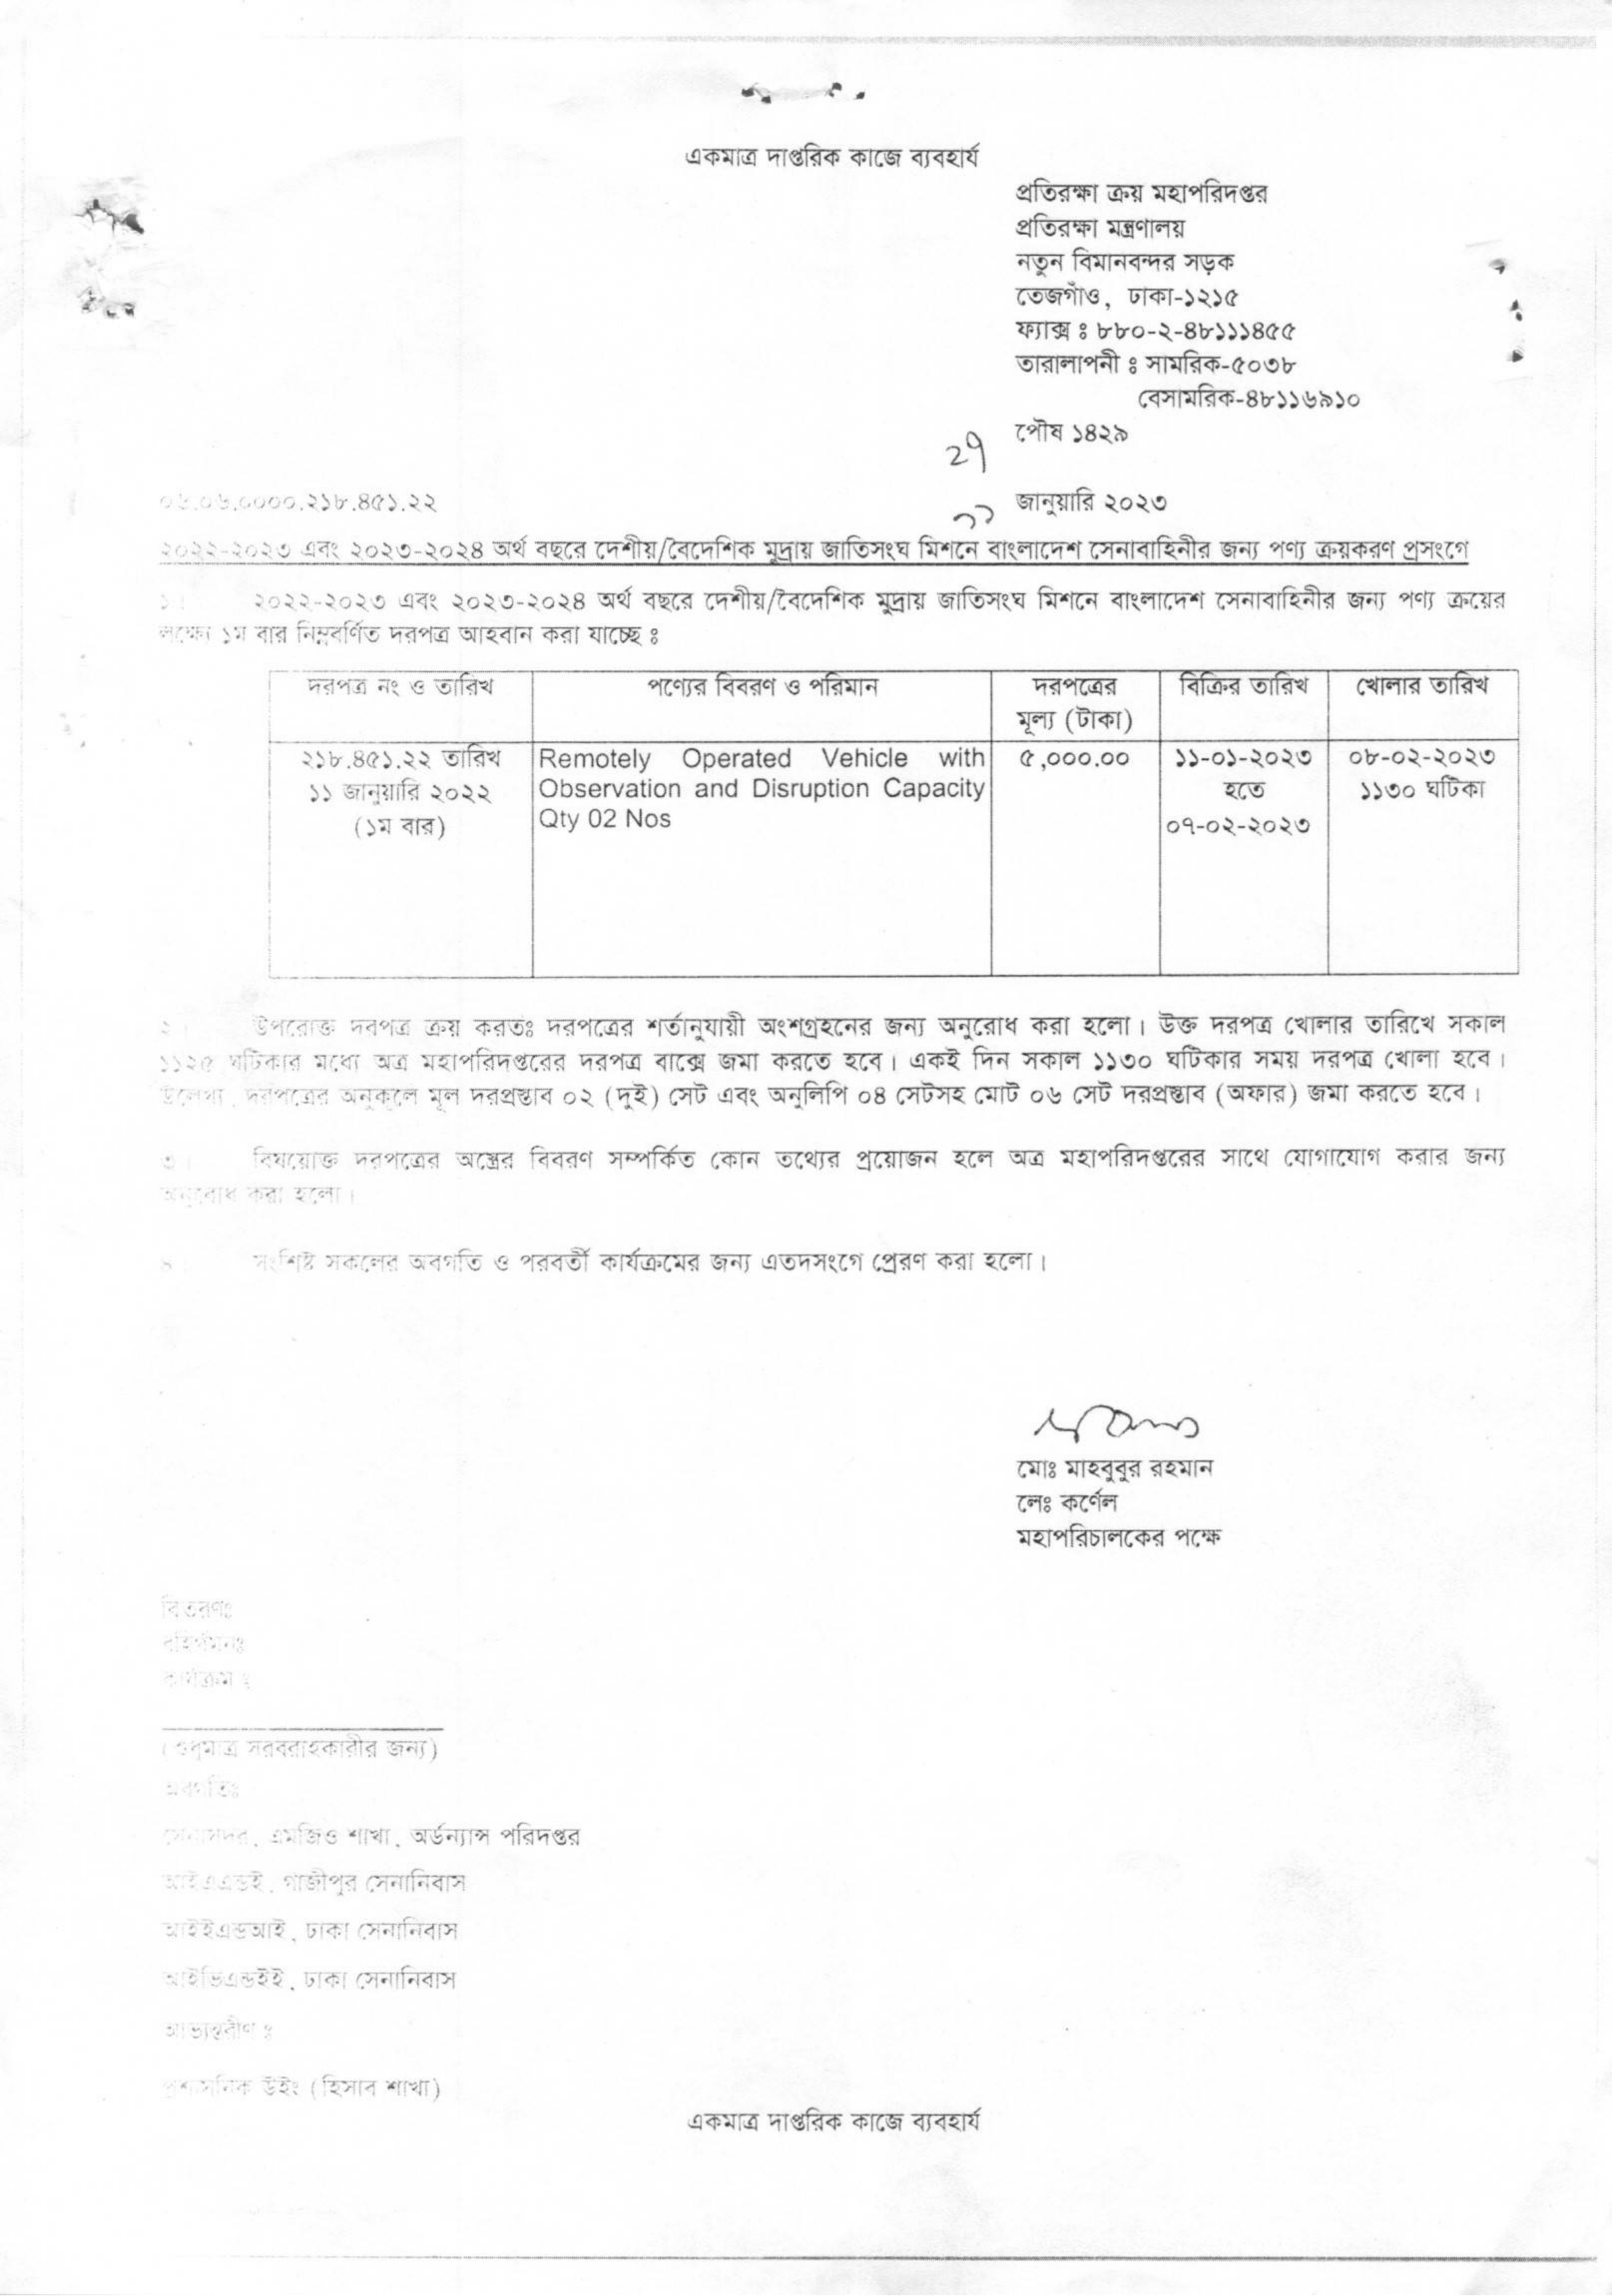 একমাত্র দাপ্তরিক কাজে ব্যবহার্য
প্রতিরক্ষা ক্রয় মহাপরিদপ্তর
প্রতিরক্ষা মন্ত্রণালয়
নতুন বিমানবন্দর সড়ক
তেজগাঁও, ঢাকা-১২১৫
ফ্যাক্স ঃ ৮৮০-২-৪৮১১১৪৫৫
তারালাপনী ঃ সামরিক-৫০৩৮
বেসামরিক-৪৮১১৬৯১০
২৭ পৌষ ১৪২৯
০৬.০৬.০০০০.২১৮.৪৫১.২২
১১ জানুয়ারি ২০২৩
২০২২-২০২৩ এবং ২০২৩-২০২৪ অর্থ বছরে দেশীয়/বৈদেশিক মুদ্রায় জাতিসংঘ মিশনে বাংলাদেশ সেনাবাহিনীর জন্য পণ্য ক্রয়করণ প্রসংগে
১। ২০২২-২০২৩ এবং ২০২৩-২০২৪ অর্থ বছরে দেশীয়/বৈদেশিক মুদ্রায় জাতিসংঘ মিশনে বাংলাদেশ সেনাবাহিনীর জন্য পণ্য ক্রয়ের
লক্ষ্যে ১ম বার নিম্নবর্ণিত দরপত্র আহবান করা যাচ্ছে ঃ
দরপত্র নং ও তারিখ
পণ্যের বিবরণ ও পরিমান
দরপত্রের
মূল্য (টাকা)
বিক্রির তারিখ
খোলার তারিখ
২১৮.৪৫১.২২ তারিখ
১১ জানুয়ারি ২০২২
(১ম বার)
Remotely Operated Vehicle with
Observation and Disruption Capacity
Qty 02 Nos
৫,০০০.০০
১১-০১-২০২৩
হতে
০৭-০২-২০২৩
০৮-০২-২০২৩
১১৩০ ঘটিকা
২। উপরোক্ত দরপত্র ক্রয় করতঃ দরপত্রের শর্তানুযায়ী অংশগ্রহনের জন্য অনুরোধ করা হলো। উক্ত দরপত্র খোলার তারিখে সকাল
১১২৫ ঘটিকার মধ্যে অত্র মহাপরিদপ্তরের দরপত্র বাক্সে জমা করতে হবে। একই দিন সকাল ১১৩০ ঘটিকার সময় দরপত্র খোলা হবে।
উলেখ্য, দরপত্রের অনুকূলে মূল দরপ্রস্তাব ০২ (দুই) সেট এবং অনুলিপি ০৪ সেটসহ মোট ০৬ সেট দরপ্রস্তাব (অফার) জমা করতে হবে।
৩। বিষয়োক্ত দরপত্রের অস্ত্রের বিবরণ সম্পর্কিত কোন তথ্যের প্রয়োজন হলে অত্র মহাপরিদপ্তরের সাথে যোগাযোগ করার জন্য
অনুরোধ করা হলো।
৪। সংশিষ্ট সকলের অবগতি ও পরবর্তী কার্যক্রমের জন্য এতদসংগে প্রেরণ করা হলো।
মোঃ মাহবুবুর রহমান
লেঃ কর্ণেল
মহাপরিচালকের পক্ষে
বিতরণঃ
বহির্গমনঃ
কার্যক্রম ঃ
(শুধুমাত্র সরবরাহকারীর জন্য)
অবগতিঃ
সেনাসদর, এমজিও শাখা, অর্ডন্যান্স পরিদপ্তর
আইএএন্ডই, গাজীপুর সেনানিবাস
আইইএন্ডআই, ঢাকা সেনানিবাস
আইভিএন্ডইই, ঢাকা সেনানিবাস
আভ্যন্তরীণ ঃ
প্রশাসনিক উইং (হিসাব শাখা)
একমাত্র দাপ্তরিক কাজে ব্যবহার্য